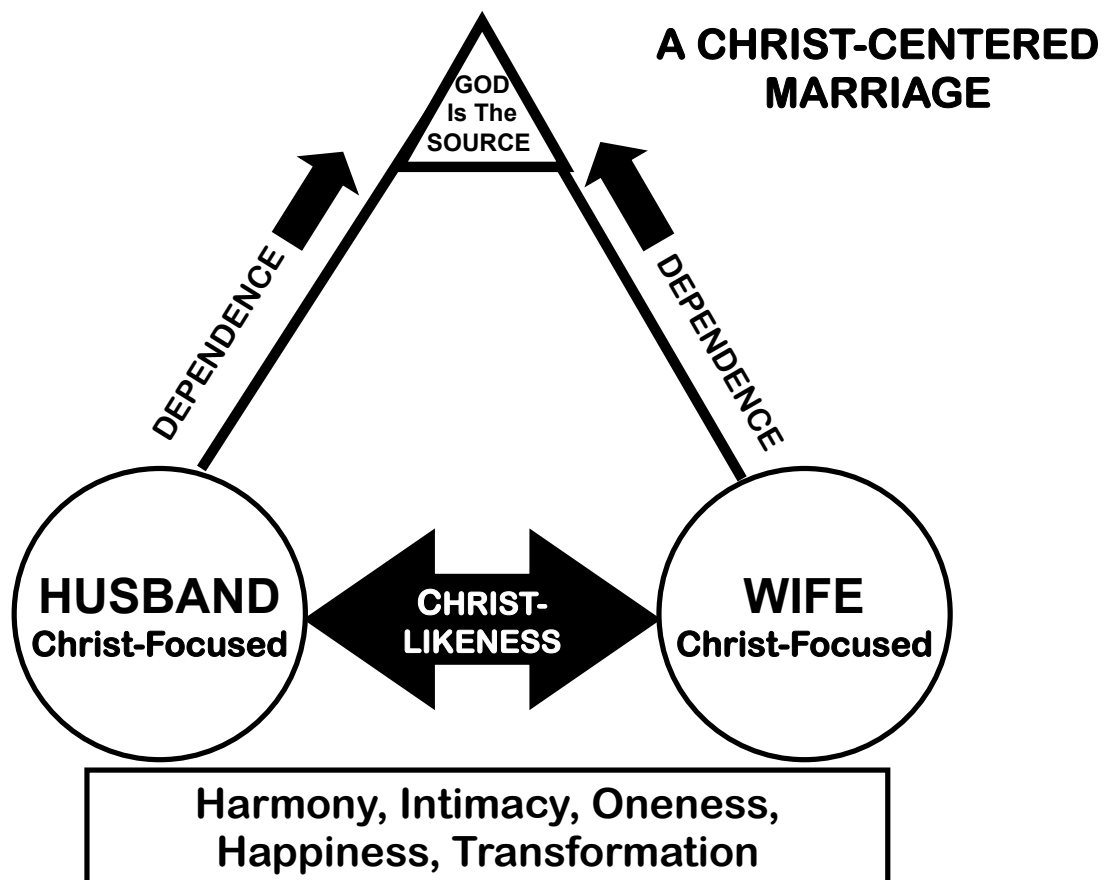 A CHRIST-CENTERED
MARRIAGE
GOD
Is The
SOURCE
DEPENDENCE
DEPENDENCE
HUSBAND
Christ-Focused
CHRIST-
LIKENESS
WIFE
Christ-Focused
Harmony, Intimacy, Oneness,
Happiness, Transformation